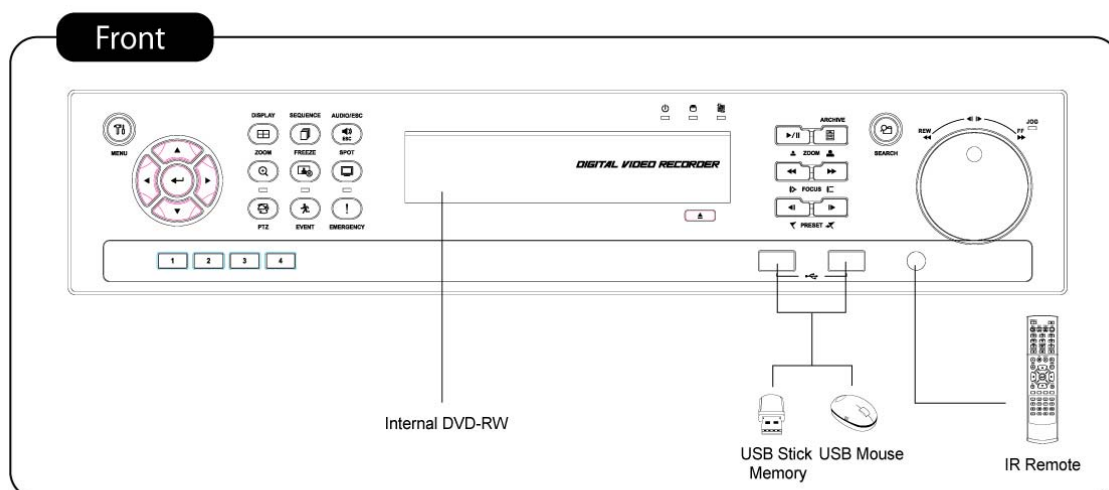 Front
MENU
DISPLAY SEQUENCE AUDIO/ESC
ESC
ZOOM FREEZE SPOT
PTZ EVENT EMERGENCY
1 2 3 4
DIGITAL VIDEO RECORDER
ARCHIVE
ZOOM
FOCUS
PRESET
SEARCH
REW
FF
JOG
Internal DVD-RW
USB Stick
Memory
USB Mouse
IR Remote